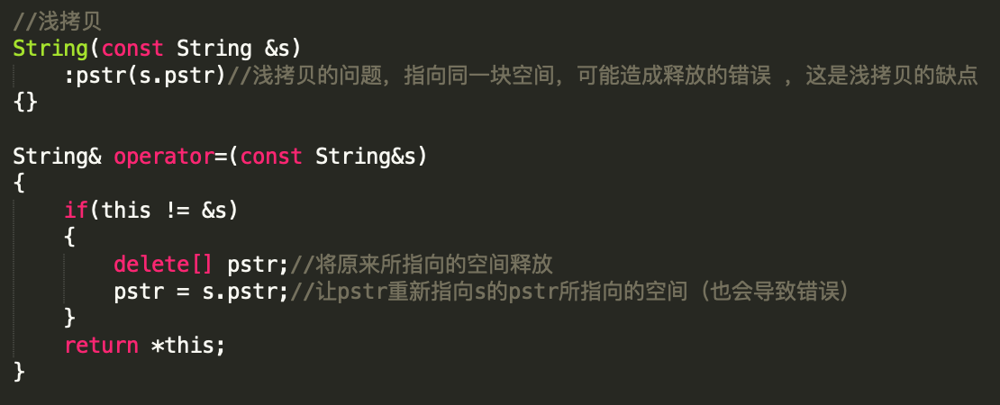 //浅拷贝
String(const String &s)
    :pstr(s.pstr)//浅拷贝的问题，指向同一块空间，可能造成释放的错误 ，这是浅拷贝的缺点
{}

String& operator=(const String&s)
{
    if(this != &s)
    {
        delete[] pstr;//将原来所指向的空间释放
        pstr = s.pstr;//让pstr重新指向s的pstr所指向的空间（也会导致错误）
    }
    return *this;
}